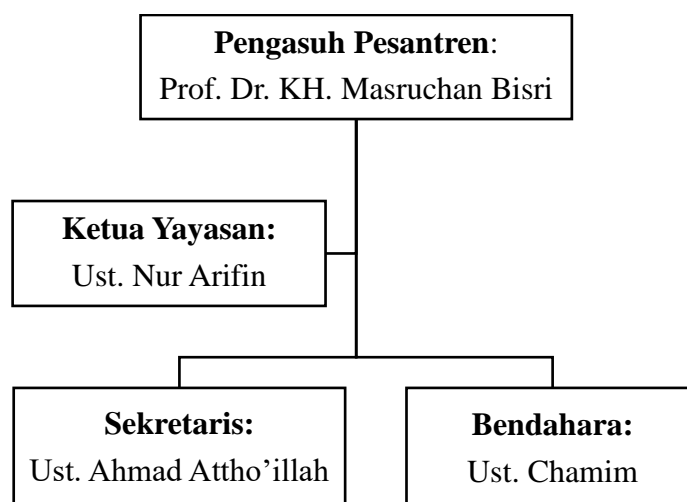 Pengasuh Pesantren:
Prof. Dr. KH. Masruchan Bisri
Ketua Yayasan:
Ust. Nur Arifin
Sekretaris:
Ust. Ahmad Attho’illah
Bendahara:
Ust. Chamim